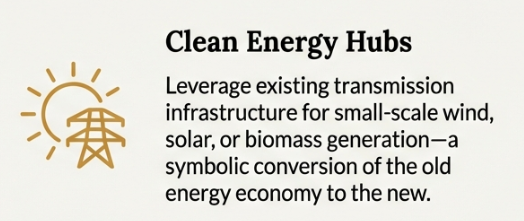 Clean Energy Hubs
Leverage existing transmission
infrastructure for small-scale wind,
solar, or biomass generation—a
symbolic conversion of the old
energy economy to the new.